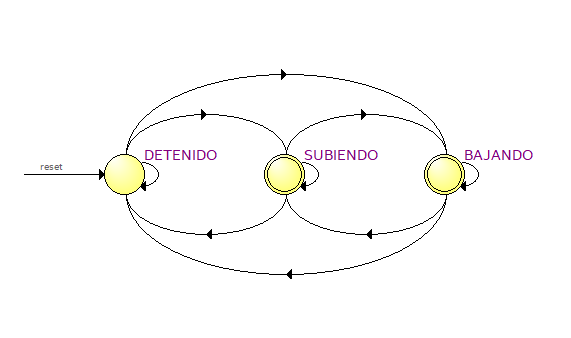 DETENIDO
SUBIENDO
BAJANDO
reset